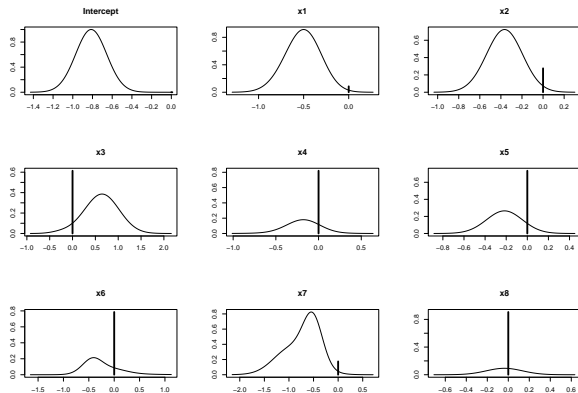 Intercept
x1
x2
0.0 0.4 0.8
0.0 0.4 0.8
0.0 0.2 0.4 0.6
−1.4 −1.2 −1.0 −0.8 −0.6 −0.4 −0.2 0.0
−1.0 −0.5 0.0
−1.0 −0.8 −0.6 −0.4 −0.2 0.0 0.2
x3
x4
x5
0.0 0.2 0.4 0.6
0.0 0.2 0.4 0.6 0.8
0.0 0.2 0.4 0.6
−1.0 −0.5 0.0 0.5 1.0 1.5 2.0
−1.0 −0.5 0.0 0.5
−0.8 −0.6 −0.4 −0.2 0.0 0.2 0.4
x6
x7
x8
0.0 0.2 0.4 0.6 0.8
0.0 0.2 0.4 0.6 0.8
0.0 0.4 0.8
−1.5 −1.0 −0.5 0.0 0.5 1.0
−2.0 −1.5 −1.0 −0.5 0.0 0.5
−0.6 −0.4 −0.2 0.0 0.2 0.4 0.6